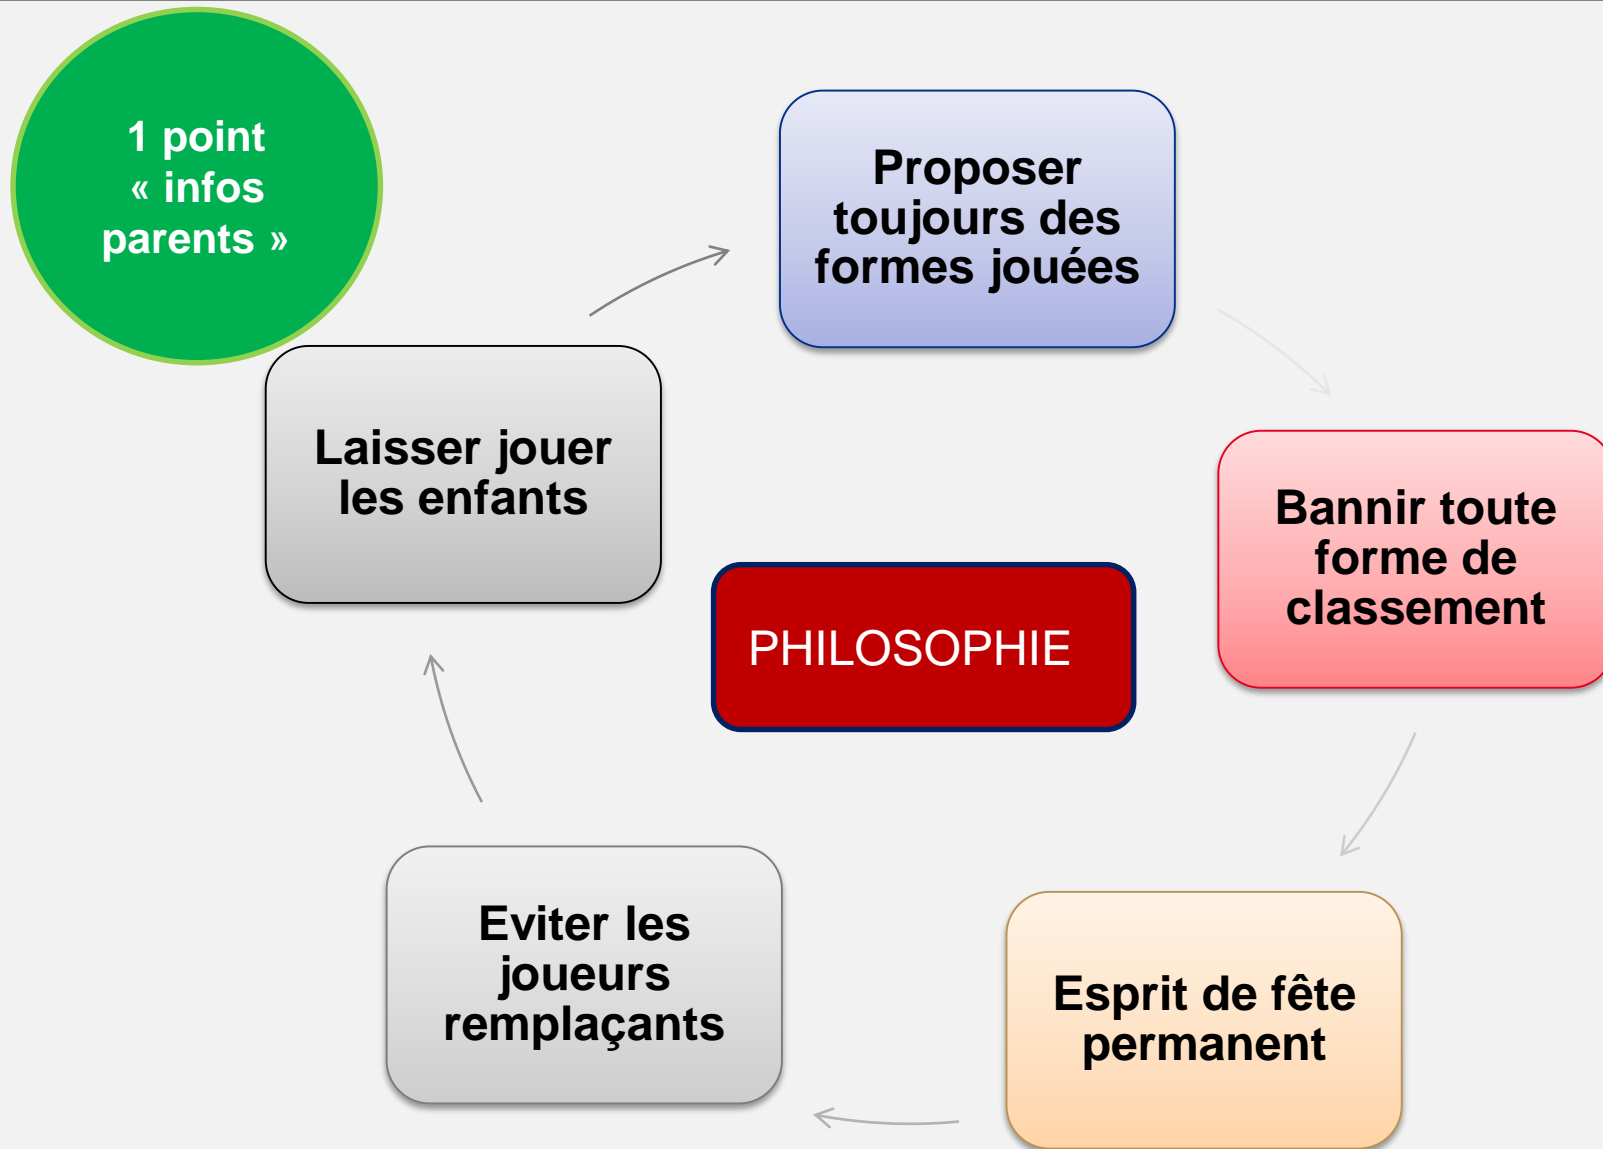 1 point
« infos
parents »
Proposer
toujours des
formes jouées
Laisser jouer
les enfants
Bannir toute
forme de
classement
PHILOSOPHIE
Eviter les
joueurs
remplaçants
Esprit de fête
permanent